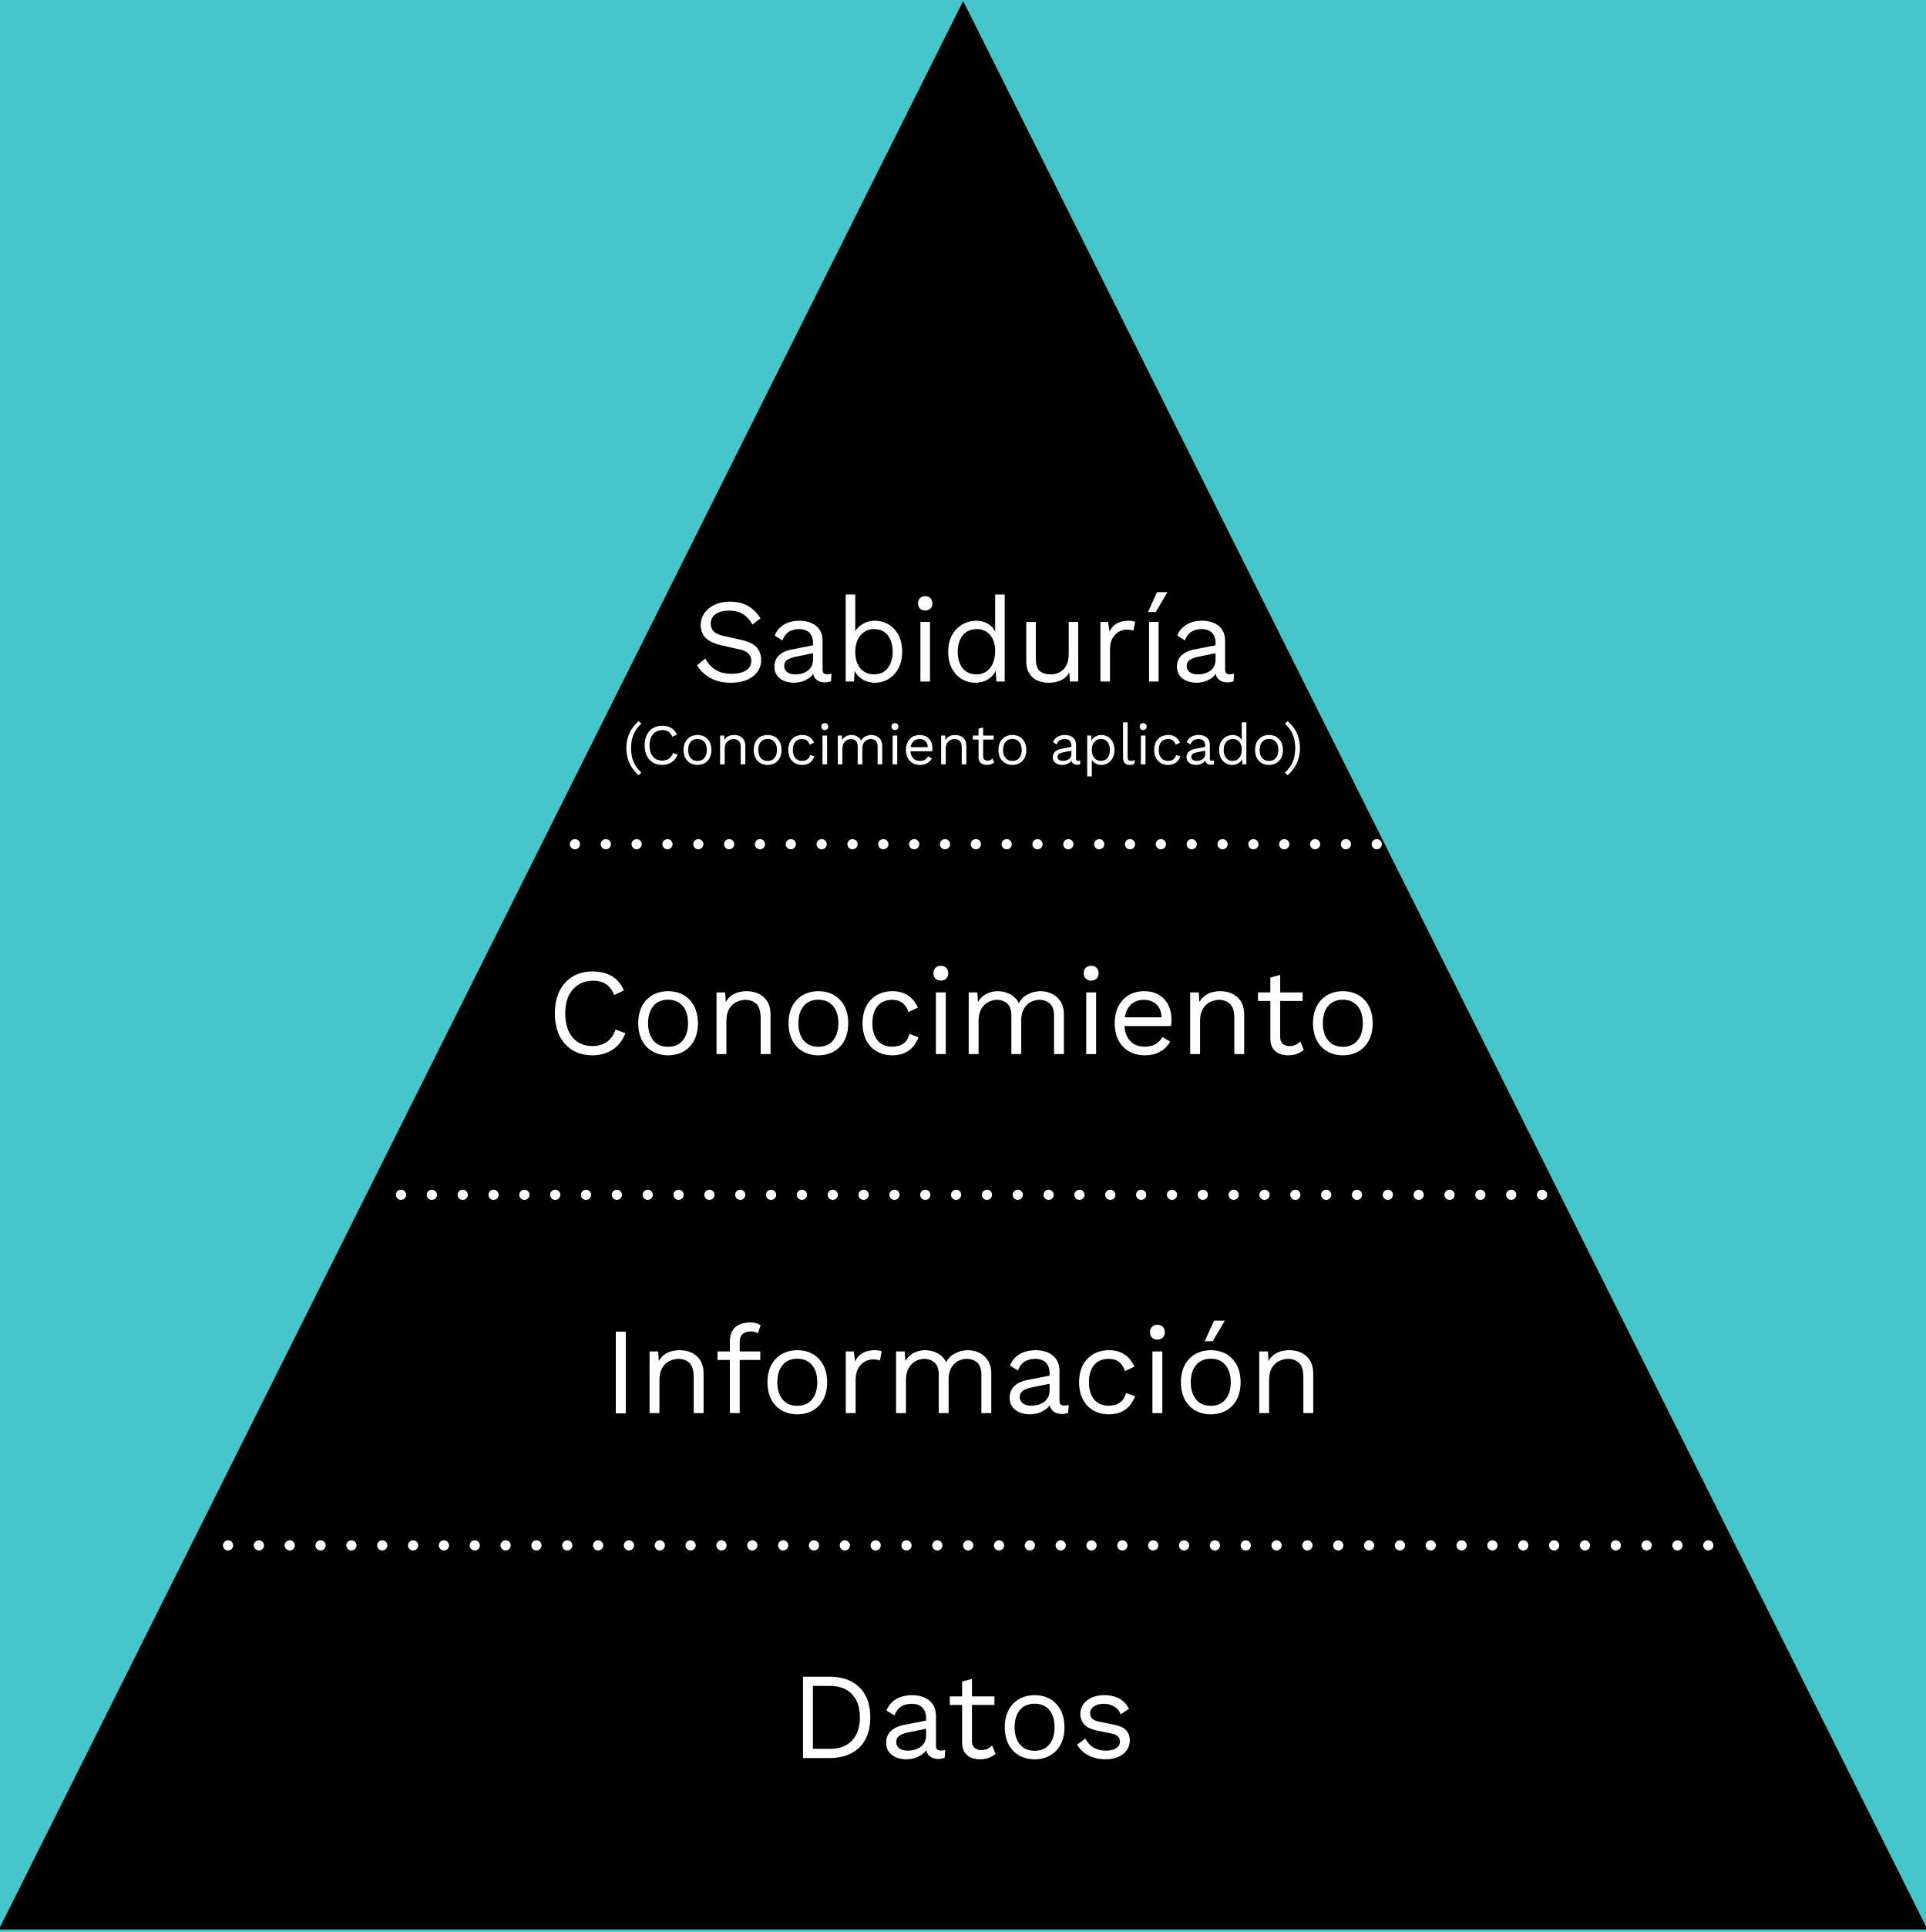 Sabiduría
(Conocimiento aplicado)
Conocimiento
Información
Datos